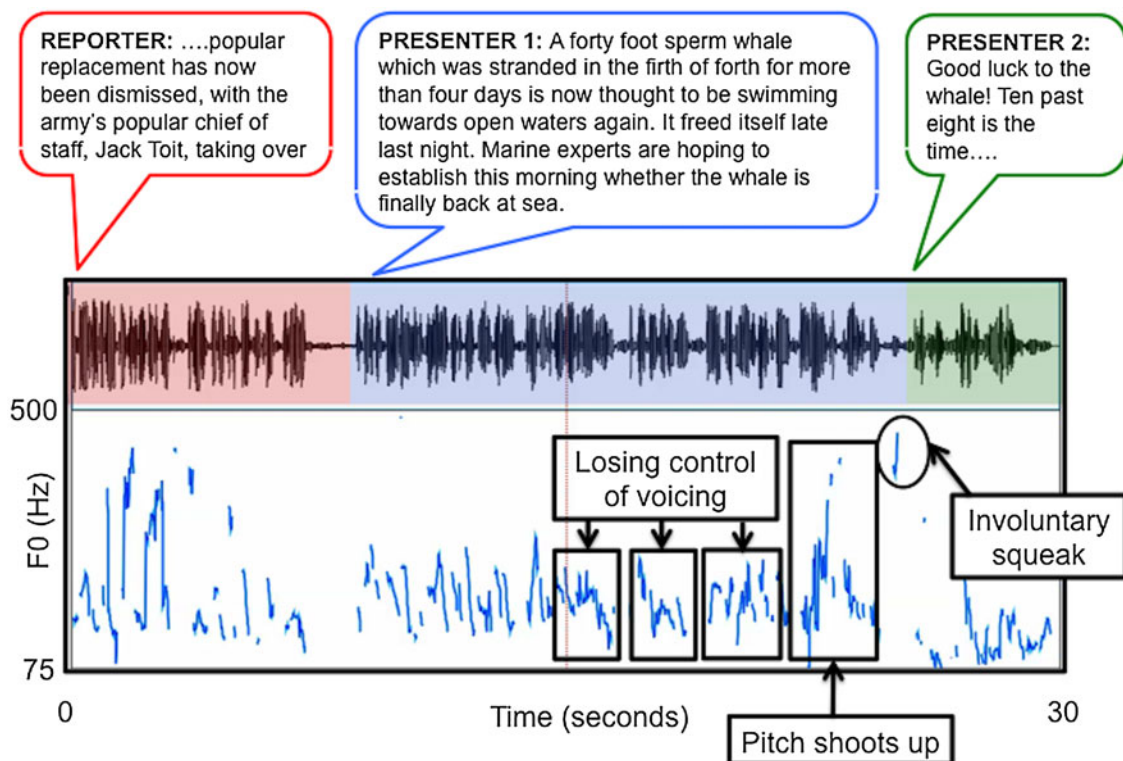 REPORTER: ….popular
replacement has now
been dismissed, with the
army's popular chief of
staff, Jack Toit, taking over
PRESENTER 1: A forty foot sperm whale
which was stranded in the firth of forth for more
than four days is now thought to be swimming
towards open waters again. It freed itself late
last night. Marine experts are hoping to
establish this morning whether the whale is
finally back at sea.
PRESENTER 2:
Good luck to the
whale! Ten past
eight is the
time….
500
F0 (Hz)
75
Losing control
of voicing
Involuntary
squeak
0
Time (seconds)
30
Pitch shoots up